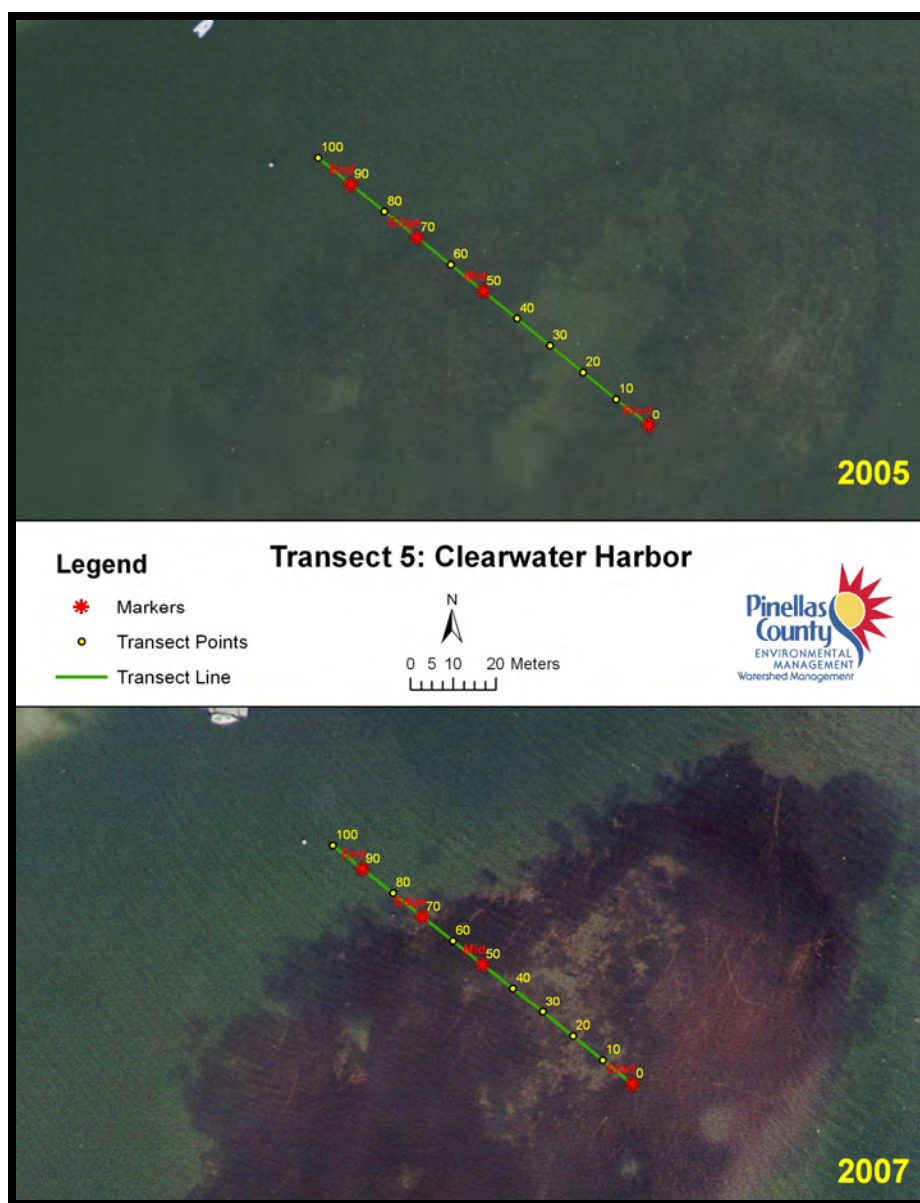 100
End
90
80
Edge
70
60
Mid
50
40
30
20
10
Start
0
2005
Legend
Markers
Transect Points
Transect Line
Transect 5: Clearwater Harbor
N
0 5 10 20 Meters
Pinellas
County
ENVIRONMENTAL
MANAGEMENT
Watershed Management
100
End
90
80
Edge
70
60
Mid
50
40
30
20
10
Start
0
2007